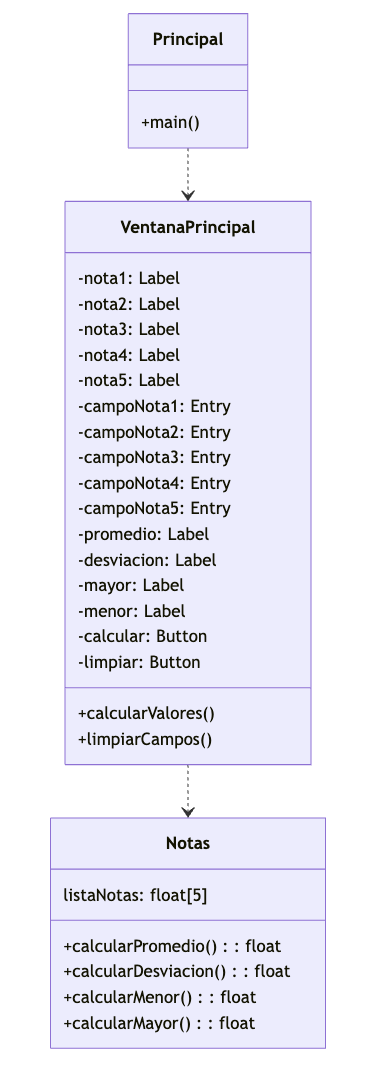 Principal
+main()
VentanaPrincipal
-nota1: Label
-nota2: Label
-nota3: Label
-nota4: Label
-nota5: Label
-campoNota1: Entry
-campoNota2: Entry
-campoNota3: Entry
-campoNota4: Entry
-campoNota5: Entry
-promedio: Label
-desviacion: Label
-mayor: Label
-menor: Label
-calcular: Button
-limpiar: Button
+calcularValores()
+limpiarCampos()
Notas
listaNotas: float[5]
+calcularPromedio() : : float
+calcularDesviacion() : : float
+calcularMenor() : : float
+calcularMayor() : : float